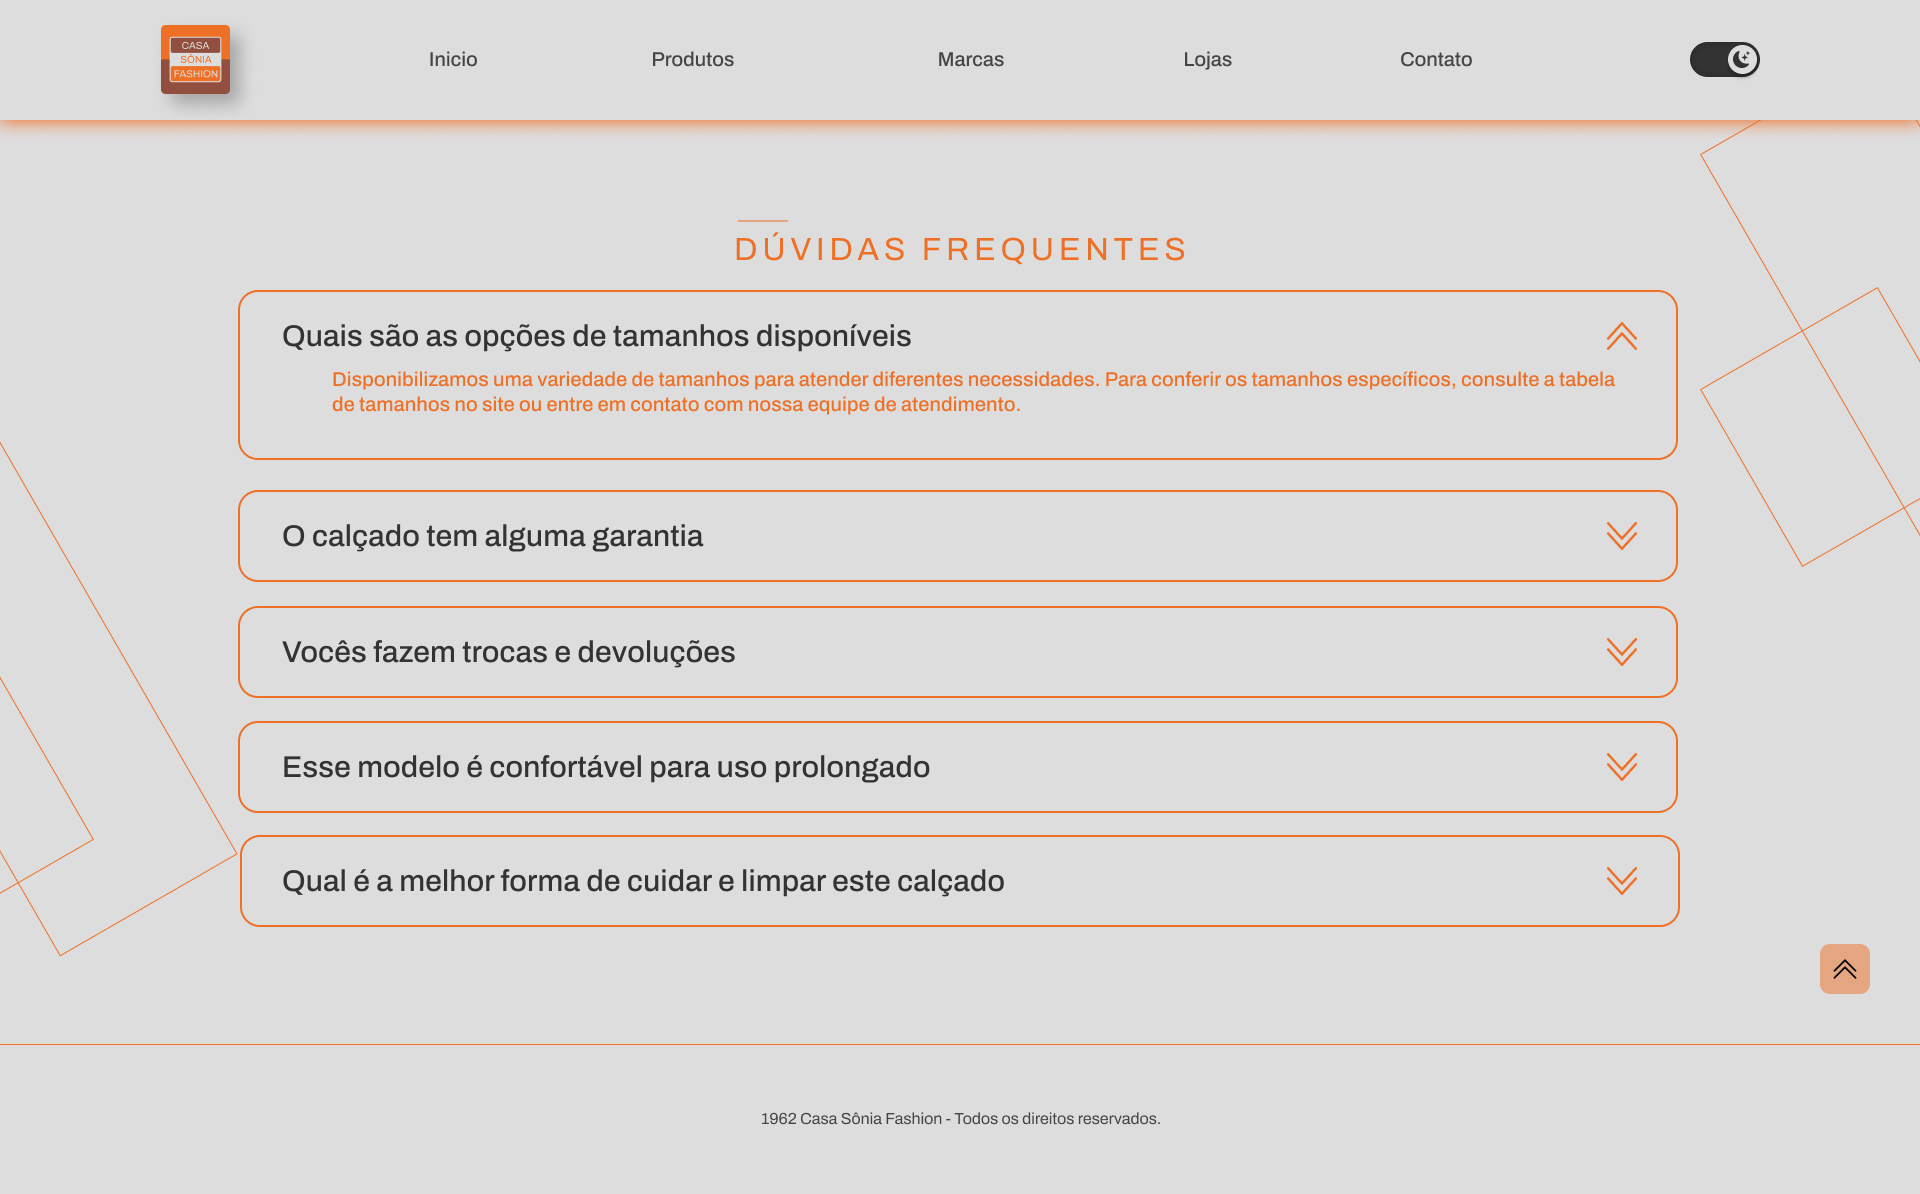 CASA
SÔNIA
FASHION
Inicio
Produtos
Marcas
Lojas
Contato
DÚVIDAS FREQUENTES
Quais são as opções de tamanhos disponíveis
Disponibilizamos uma variedade de tamanhos para atender diferentes necessidades. Para conferir os tamanhos específicos, consulte a tabela
de tamanhos no site ou entre em contato com nossa equipe de atendimento.
O calçado tem alguma garantia
Vocês fazem trocas e devoluções
Esse modelo é confortável para uso prolongado
Qual é a melhor forma de cuidar e limpar este calçado
1962 Casa Sônia Fashion - Todos os direitos reservados.